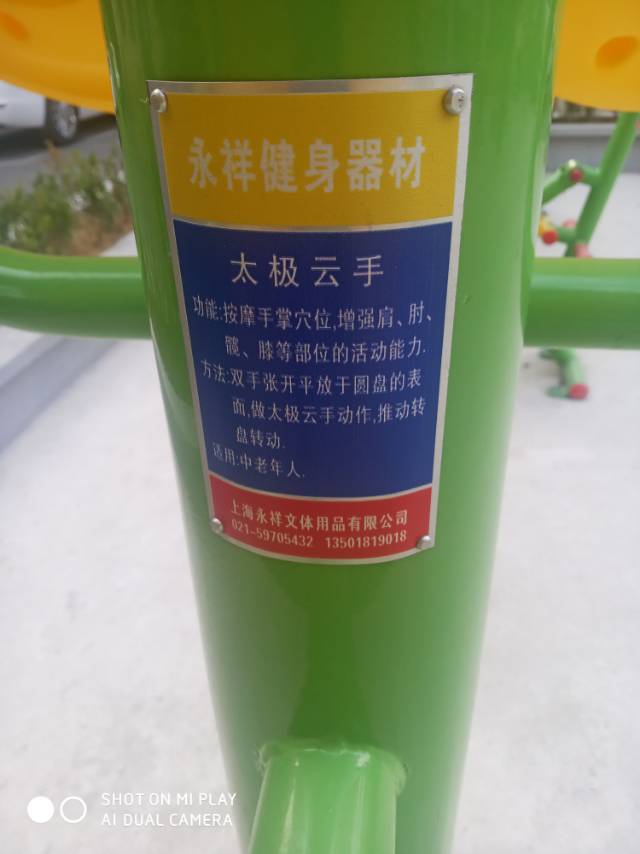 永祥健身器材
太极云手
功能:按摩手掌穴位,增强肩、肘、
髋、膝等部位的活动能力.
方法:双手张开平放于圆盘的表
面,做太极云手动作,推动转
盘转动.
适用:中老年人.
上海永祥文体用品有限公司
021-59705432 13501819018
SHOT ON MI PLAY
AI DUAL CAMERA